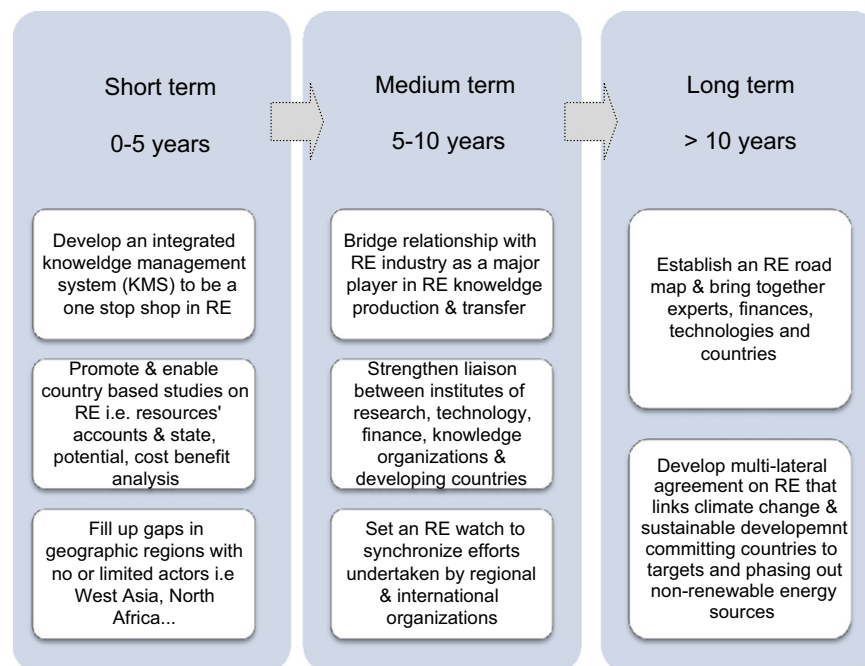 Short term
0-5 years
Develop an integrated
knoweldge management
system (KMS) to be a
one stop shop in RE
Promote & enable
country based studies on
RE i.e. resources'
accounts & state,
potential, cost benefit
analysis
Fill up gaps in
geographic regions with
no or limited actors i.e
West Asia, North
Africa...
Medium term
5-10 years
Bridge relationship with
RE industry as a major
player in RE knoweldge
production & transfer
Strengthen liaison
between institutes of
research, technology,
finance, knowledge
organizations &
developing countries
Set an RE watch to
synchronize efforts
undertaken by regional
& international
organizations
Long term
> 10 years
Establish an RE road
map & bring together
experts, finances,
technologies and
countries
Develop multi-lateral
agreement on RE that
links climate change &
sustainable developemnt
committing countries to
targets and phasing out
non-renewable energy
sources